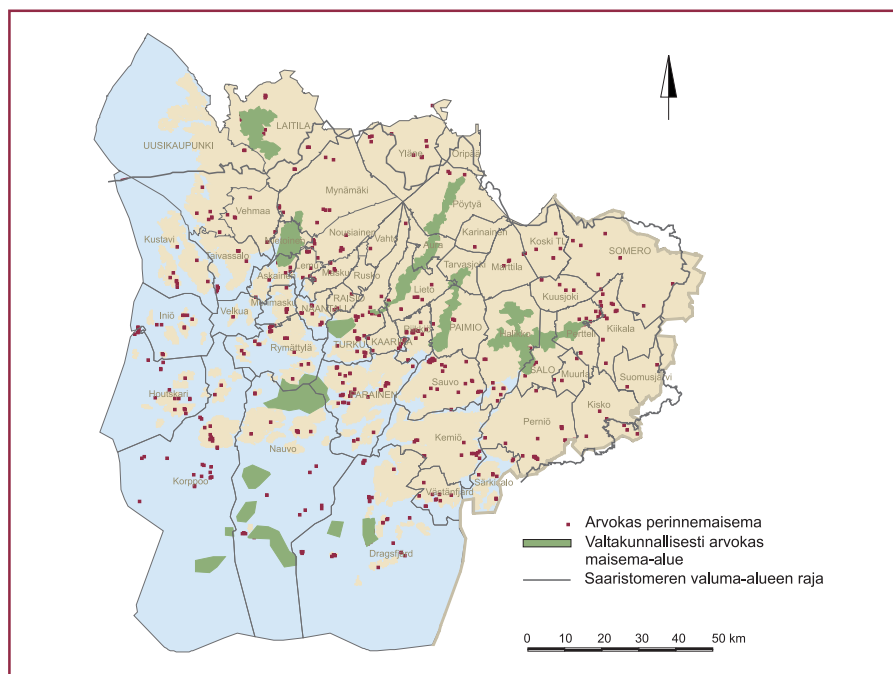 LAITILA
UUSIKAUPUNKI
Yläne
Oripää
Mynämäki
Pöytyä
Vehmaa
Kustavi
Nousiainen
Vahto
Karinainen
Koski TL
SOMERO
Mietoinen
Aura
Taivassalo
Lemu
Askainen
Masku
Rusko
Tarvasjoki
Marttila
Lieto
Kuusjoki
Merimasku
RAISIO
NAANTALI
Iniö
Velkua
Piikkiö
PAIMIO
Halikko
Pertteli
Kiikala
TURKU
KAARINA
Rymättylä
SALO
Muurla
Suomusjärvi
Sauvo
Houtskari
PARAINEN
Kisko
Perniö
Kemiö
Nauvo
Korppoo
Särkisalo
Västanfjard
Dragsfjard
Arvokas perinnemaisema
Valtakunnallisesti arvokas
maisema-alue
Saaristomeren valuma-alueen raja
0 10 20 30 40 50 km